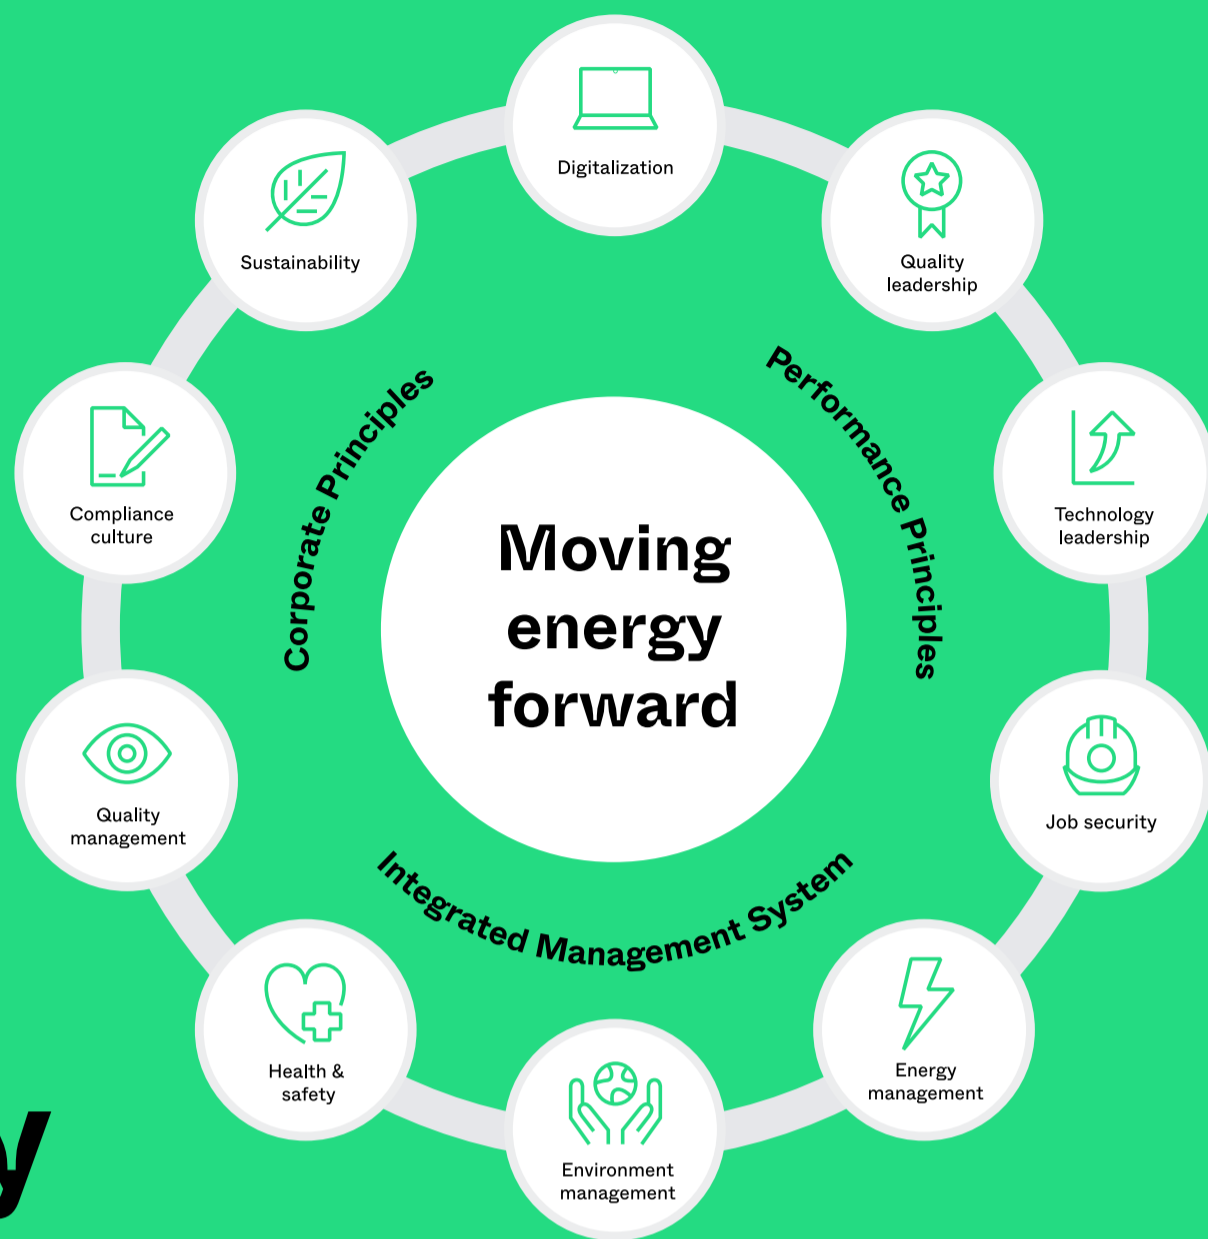 Digitalization
Sustainability
Quality
leadership
Compliance
culture
Technology
leadership
Corporate Principles
Performance Principles
Moving
energy
forward
Quality
management
Job security
Integrated Management System
Health &
safety
Energy
management
Environment
management
y